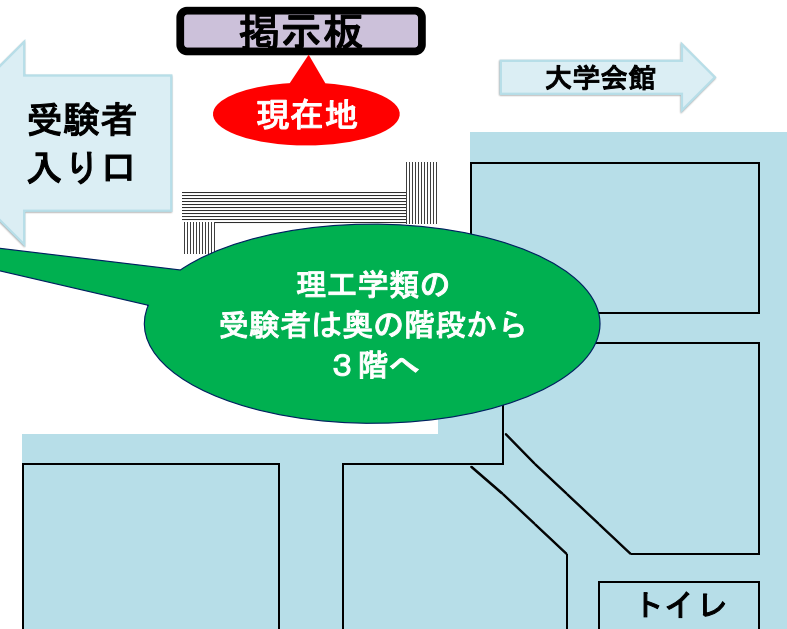 掲示板
現在地
大学会館
受験者
入り口
理工学類の
受験者は奥の階段から
３階へ
トイレ